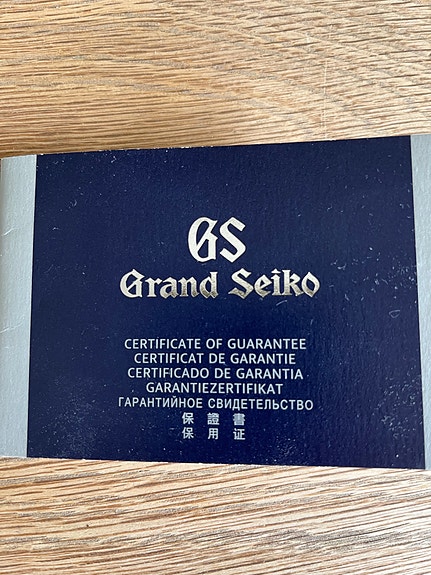 GS
Grand Seiko
CERTIFICATE OF GUARANTEE
CERTIFICAT DE GARANTIE
CERTIFICADO DE GARANTIA
GARANTIEZERTIFIKAT
ГАРАНТИЙНОЕ СВИДЕТЕЛЬСТВО
保證書
保用证